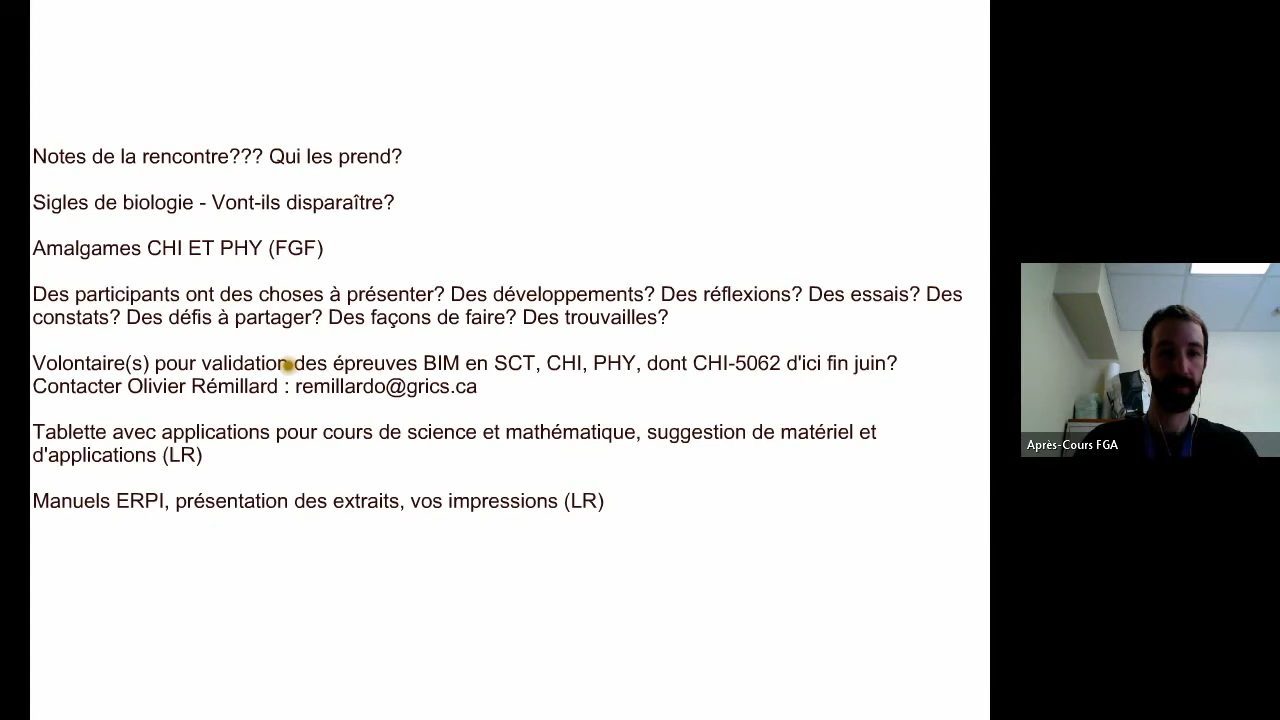 Notes de la rencontre??? Qui les prend?
Sigles de biologie - Vont-ils disparaître?
Amalgames CHI ET PHY (FGF)
Des participants ont des choses à présenter? Des développements? Des réflexions? Des essais? Des
constats? Des défis à partager? Des façons de faire? Des trouvailles?
Volontaire(s) pour validation des épreuves BIM en SCT, CHI, PHY, dont CHI-5062 d'ici fin juin?
Contacter Olivier Rémillard : remillardo@grics.ca
Tablette avec applications pour cours de science et mathématique, suggestion de matériel et
d'applications (LR)
Manuels ERPI, présentation des extraits, vos impressions (LR)
Après-Cours FGA